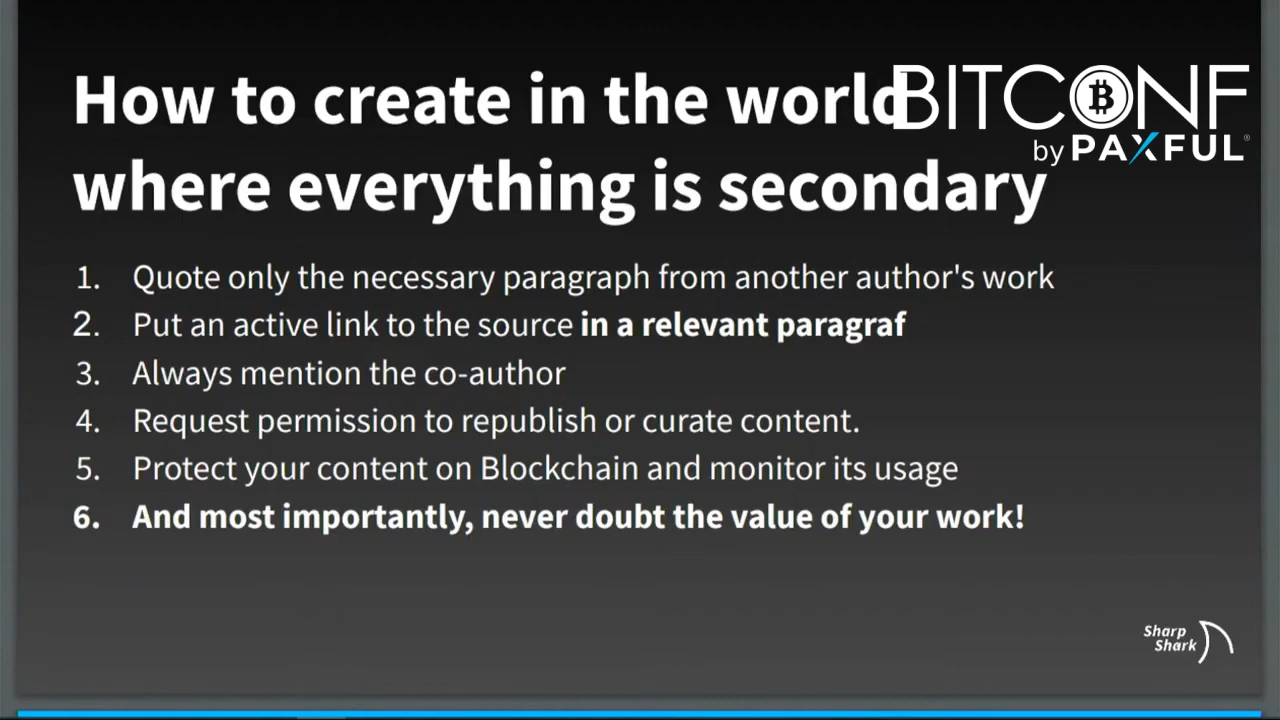 How to create in the world
where everything is secondary
BITCONF
by PAXFUL®
1. Quote only the necessary paragraph from another author's work
2. Put an active link to the source in a relevant paragraf
3. Always mention the co-author
4. Request permission to republish or curate content.
5. Protect your content on Blockchain and monitor its usage
6. And most importantly, never doubt the value of your work!
Sharp
Shark